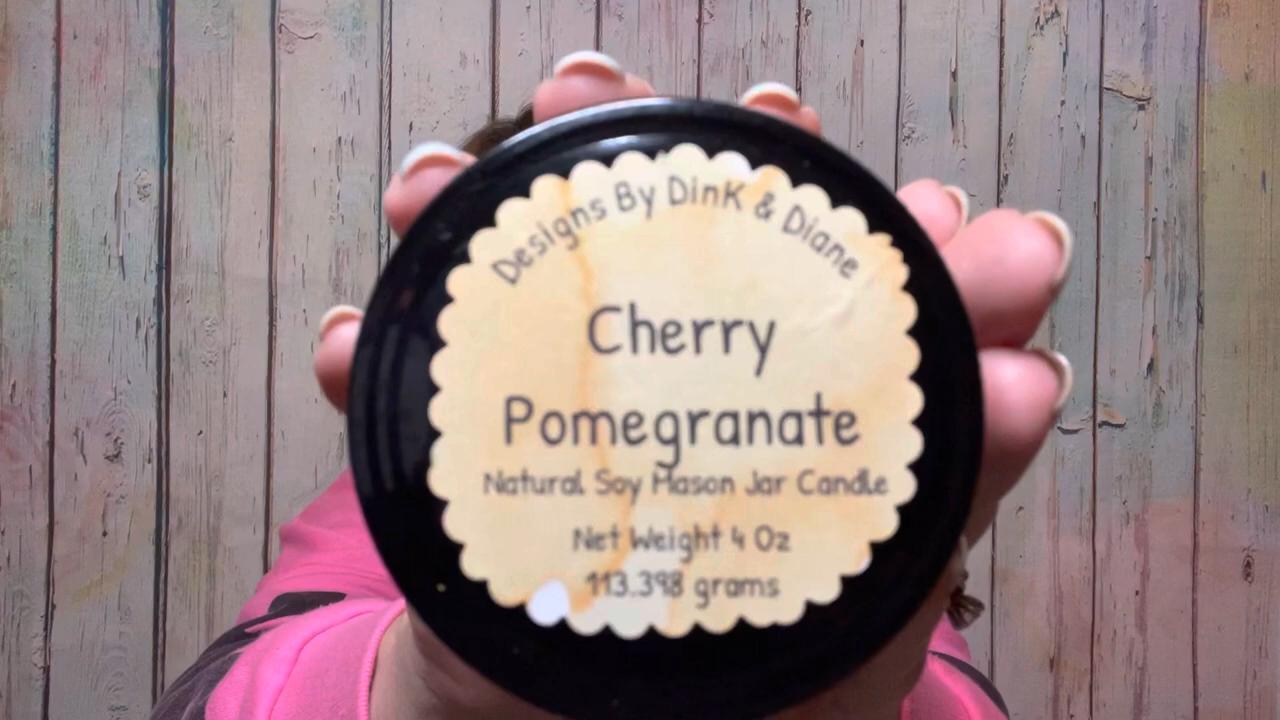 Designs By Dink & Diane
Cherry
Pomegranate
Natural Soy Mason Jar Candle
Net Weight 4 Oz
113.398 grams